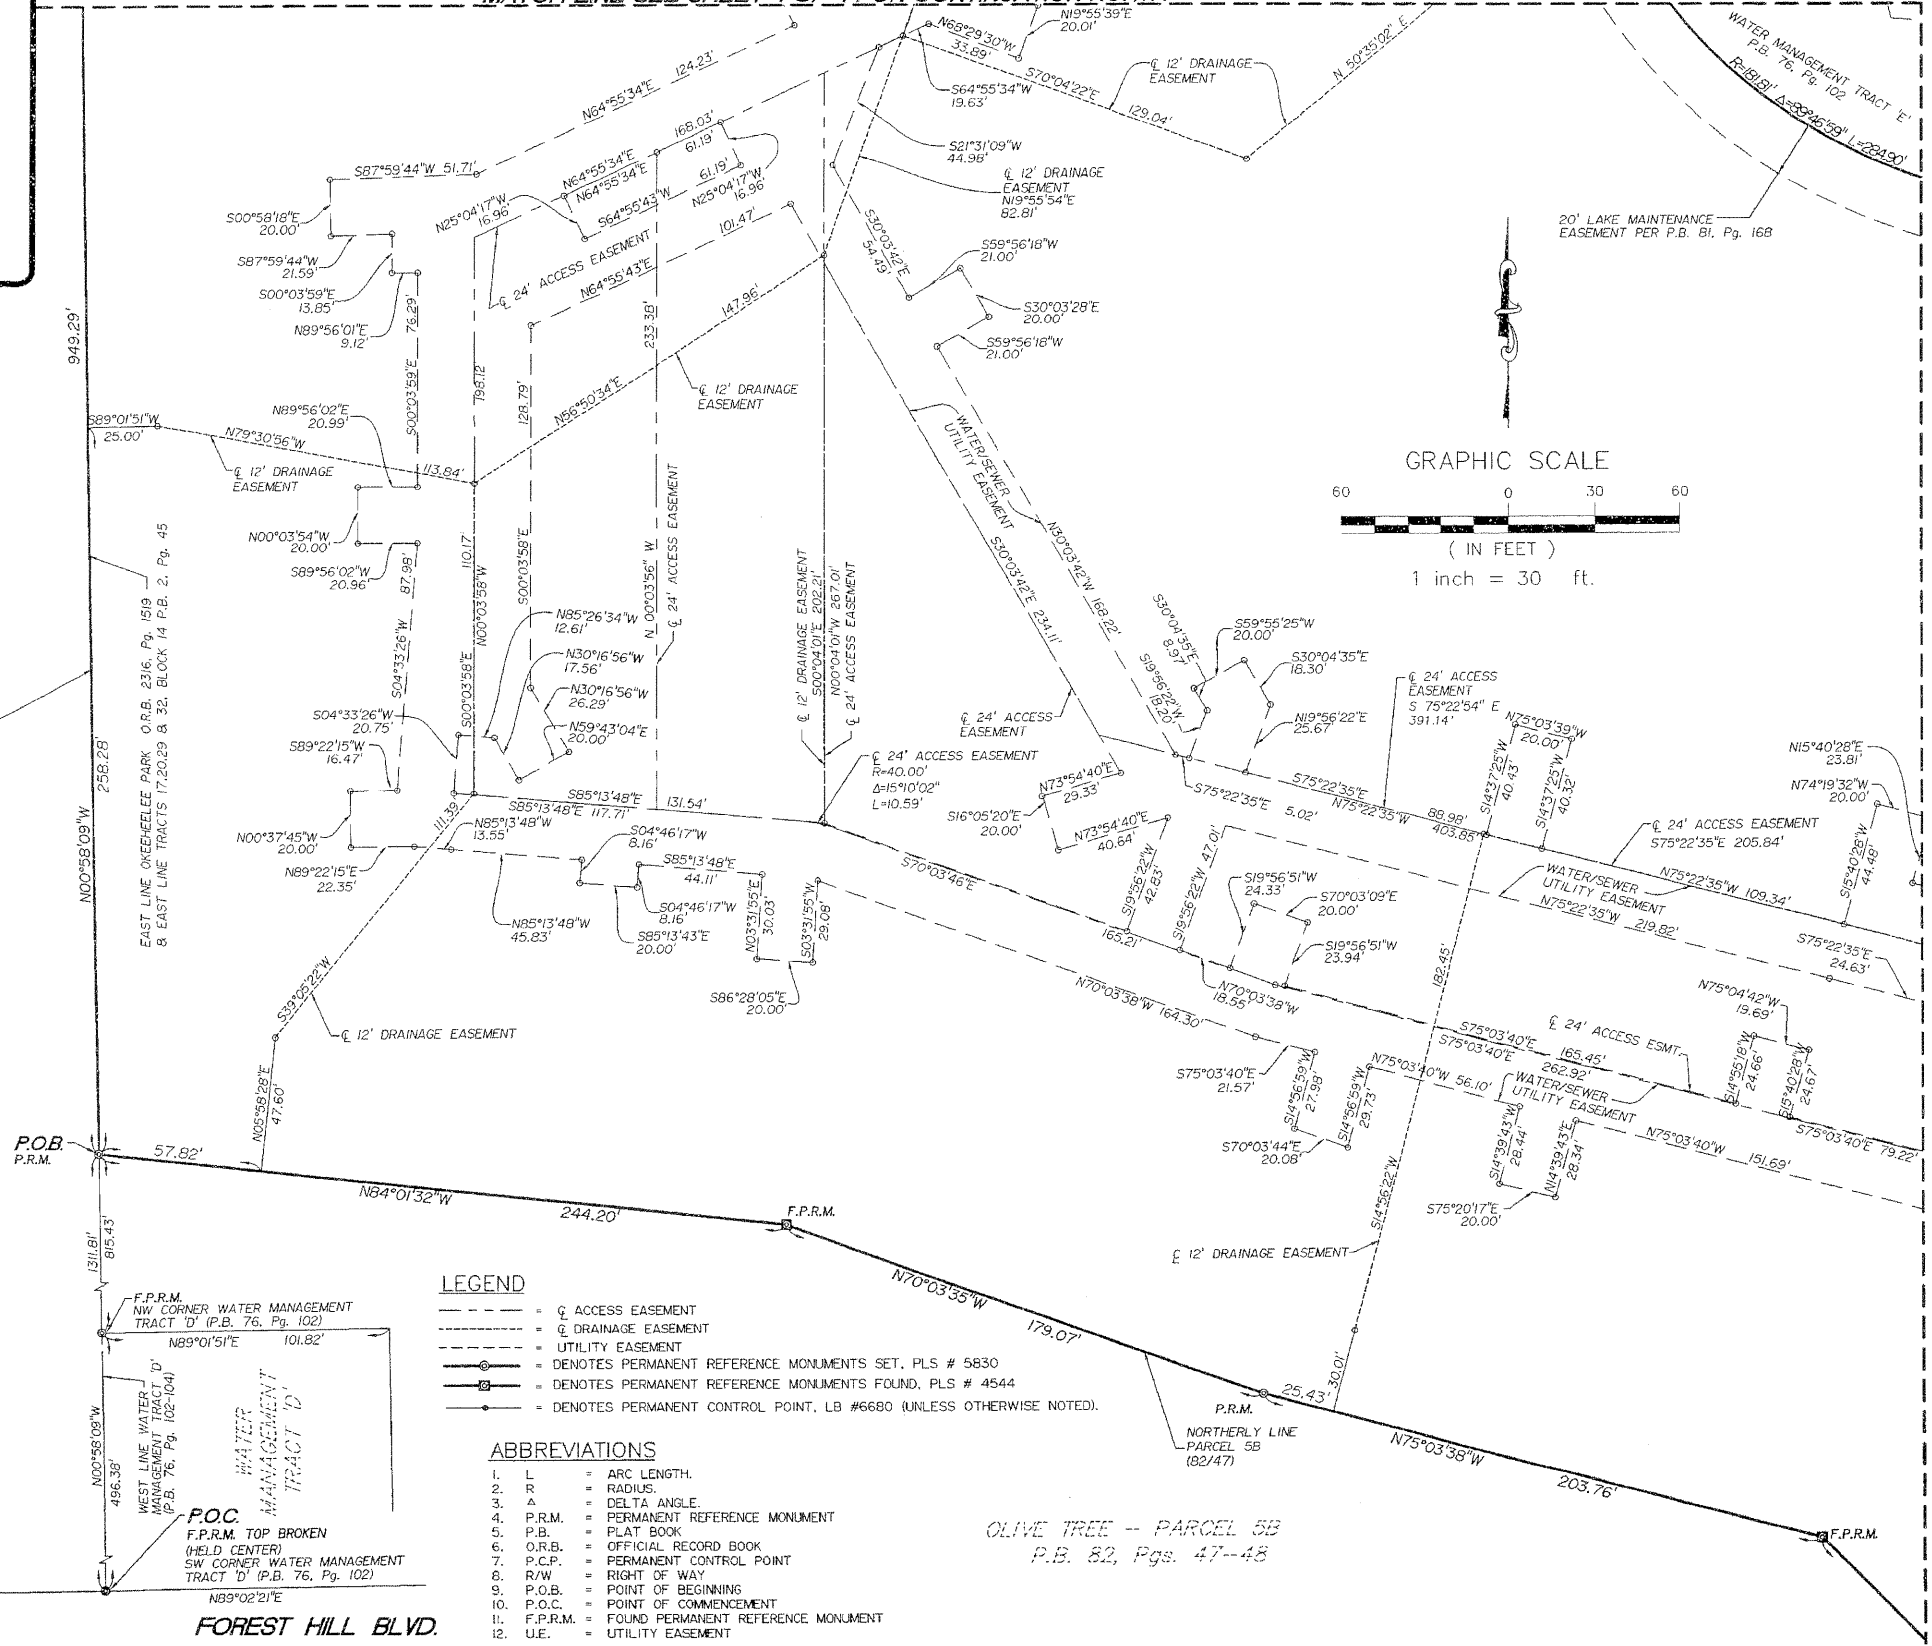 N19°55'39"E
20.01'
N68°29'30"W
33.89'
S64°55'34"W
19.63'
S70°04'22"E
129.04'
℄ 12' DRAINAGE
EASEMENT
N 50°35'02" E
WATER MANAGEMENT TRACT 'E'
P.B. 76, Pg. 102
R=181.81' Δ=89°46'59" L=284.90'
20' LAKE MAINTENANCE
EASEMENT PER P.B. 81, Pg. 168
N64°55'34"E 124.23'
168.03'
61.19'
N64°55'34"E
N64°55'34"E
S87°59'44"W 51.71'
S00°58'18"E
20.00'
S87°59'44"W
21.59'
S00°03'59"E
13.85'
N89°56'01"E
9.12'
S00°03'59"E 76.29'
N25°04'17"W
16.96'
S64°55'43"W 61.19'
N25°04'17"W
16.96'
℄ 24' ACCESS EASEMENT
N64°55'43"E 101.47'
S21°31'09"W
44.98'
℄ 12' DRAINAGE
EASEMENT
N19°55'54"E
82.81'
S30°03'42"E
54.49'
S59°56'18"W
21.00'
S30°03'28"E
20.00'
S59°56'18"W
21.00'
949.29'
S89°01'51"W
25.00'
N79°30'56"W
113.84'
℄ 12' DRAINAGE
EASEMENT
N89°56'02"E
20.99'
N00°03'54"W
20.00'
S89°56'02"W
20.96'
S04°33'26"W 87.98'
198.12
128.79'
233.38'
N56°50'34"E 147.96'
℄ 12' DRAINAGE
EASEMENT
110.17'
N00°03'58"W
S00°03'58"E
S00°03'58"E
N 00°03'56" W
℄ 24' ACCESS EASEMENT
℄ 12' DRAINAGE EASEMENT
S00°04'01"E 202.21'
N00°04'01"W 267.01'
℄ 24' ACCESS EASEMENT
WATER/SEWER
UTILITY EASEMENT
S30°03'42"E 234.11'
N30°03'42"W 168.22'
GRAPHIC SCALE
60 0 30 60
( IN FEET )
1 inch = 30 ft.
EAST LINE OKEEHEELEE PARK O.R.B. 2316, Pg. 1519
& EAST LINE TRACTS 17,20,29 & 32, BLOCK 14 P.B. 2, Pg. 45
N00°58'09"W
258.28'
S04°33'26"W
20.75'
S89°22'15"W
16.47'
N00°37'45"W
20.00'
N89°22'15"E
22.35'
N85°26'34"W
12.61'
N30°16'56"W
17.56'
N30°16'56"W
26.29'
N59°43'04"E
20.00'
S85°13'48"E 131.54'
S85°13'48"E 117.71'
111.39'
S39°05'22"W
N85°13'48"W
13.55'
S04°46'17"W
8.16'
S85°13'48"E
44.11'
S04°46'17"W
8.16'
N85°13'48"W
45.83'
S85°13'43"E
20.00'
N03°31'55"E
30.03'
S03°31'55"W
29.08'
S86°28'05"E
20.00'
℄ 24' ACCESS
EASEMENT
℄ 24' ACCESS EASEMENT
R=40.00'
Δ=15°10'02"
L=10.59'
S30°04'35"E
8.97'
S19°56'22"W
18.20'
S59°55'25"W
20.00'
S30°04'35"E
18.30'
N19°56'22"E
25.67'
℄ 24' ACCESS
EASEMENT
S 75°22'54" E
391.14'
N75°03'39"W
20.00'
S14°37'25"W
40.43'
S14°37'25"W
40.32'
N15°40'28"E
23.81'
N74°19'32"W
20.00'
S15°40'28"W
44.48'
S75°22'35"E 88.98'
N75°22'35"W 403.85'
S75°22'35"E 5.02'
N73°54'40"E
29.33'
S16°05'20"E
20.00'
N73°54'40"E
40.64'
S19°56'22"W
42.83'
S19°56'22"W 47.01'
℄ 24' ACCESS EASEMENT
S75°22'35"E 205.84'
N75°22'35"W 109.34'
WATER/SEWER
UTILITY EASEMENT
N75°22'35"W 219.82'
S75°22'35"E
24.63'
S70°03'46"E 165.21'
S19°56'51"W
24.33'
S70°03'09"E
20.00'
S19°56'51"W
23.94'
N70°03'38"W
18.55'
N70°03'38"W 164.30'
182.45'
N75°04'42"W
19.69'
℄ 24' ACCESS ESMT.
S14°55'18"W
24.66'
S15°40'28"W
24.67'
S75°03'40"E 165.45'
S75°03'40"E 262.92'
S75°03'40"E
21.57'
S14°56'59"W
27.98'
S14°56'59"W
29.73'
S70°03'44"E
20.08'
N75°03'40"W 56.10'
WATER/SEWER
UTILITY EASEMENT
S14°39'43"W
28.44'
N14°39'43"E
28.34'
S75°20'17"E
20.00'
N75°03'40"W 151.69'
S75°03'40"E 79.22'
℄ 12' DRAINAGE EASEMENT
N05°58'28"E
47.60'
P.O.B.
P.R.M.
57.82'
N84°01'32"W
244.20'
F.P.R.M.
N70°03'35"W
179.07'
S14°56'22"W
℄ 12' DRAINAGE EASEMENT
30.01'
25.43'
P.R.M.
NORTHERLY LINE
PARCEL 5B
(82/47)
N75°03'38"W
203.76'
F.P.R.M.
1311.81'
815.43'
F.P.R.M.
NW CORNER WATER MANAGEMENT
TRACT 'D' (P.B. 76, Pg. 102)
N89°01'51"E 101.82'
N00°58'09"W
496.38'
WEST LINE WATER
MANAGEMENT TRACT 'D'
(P.B. 76, Pg. 102-104)
WATER
MANAGEMENT
TRACT 'D'
P.O.C.
F.P.R.M. TOP BROKEN
(HELD CENTER)
SW CORNER WATER MANAGEMENT
TRACT 'D' (P.B. 76, Pg. 102)
N89°02'21"E
FOREST HILL BLVD.
LEGEND
= ℄ ACCESS EASEMENT
= ℄ DRAINAGE EASEMENT
= UTILITY EASEMENT
= DENOTES PERMANENT REFERENCE MONUMENTS SET, PLS # 5830
= DENOTES PERMANENT REFERENCE MONUMENTS FOUND, PLS # 4544
= DENOTES PERMANENT CONTROL POINT, LB #6680 (UNLESS OTHERWISE NOTED).
ABBREVIATIONS
1. L = ARC LENGTH.
2. R = RADIUS.
3. Δ = DELTA ANGLE.
4. P.R.M. = PERMANENT REFERENCE MONUMENT
5. P.B. = PLAT BOOK
6. O.R.B. = OFFICIAL RECORD BOOK
7. P.C.P. = PERMANENT CONTROL POINT
8. R/W = RIGHT OF WAY
9. P.O.B. = POINT OF BEGINNING
10. P.O.C. = POINT OF COMMENCEMENT
11. F.P.R.M. = FOUND PERMANENT REFERENCE MONUMENT
12. U.E. = UTILITY EASEMENT
OLIVE TREE -- PARCEL 5B
P.B. 82, Pgs. 47--48